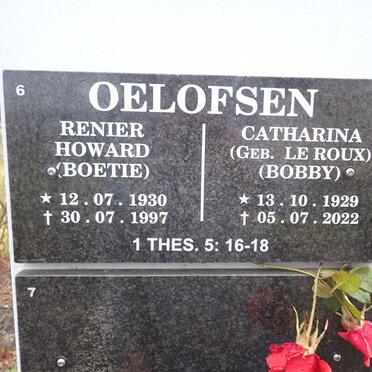 6
OELOFSEN
RENIER
HOWARD
(BOETIE)
★ 12.07.1930
† 30.07.1997
CATHARINA
(GEB. LE ROUX)
(BOBBY)
★ 13.10.1929
† 05.07.2022
1 THES. 5: 16-18
7